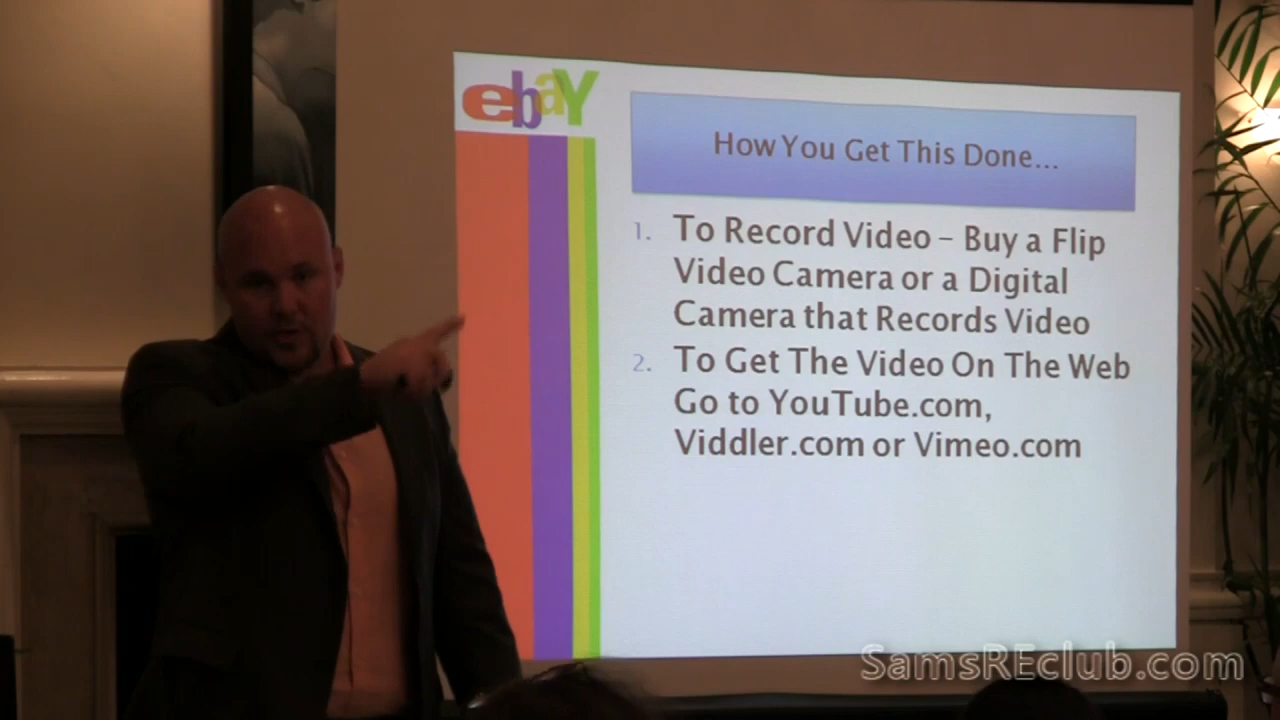 ebaY
How You Get This Done...
1. To Record Video – Buy a Flip
Video Camera or a Digital
Camera that Records Video
2. To Get The Video On The Web
Go to YouTube.com,
Viddler.com or Vimeo.com
SamsREclub.com